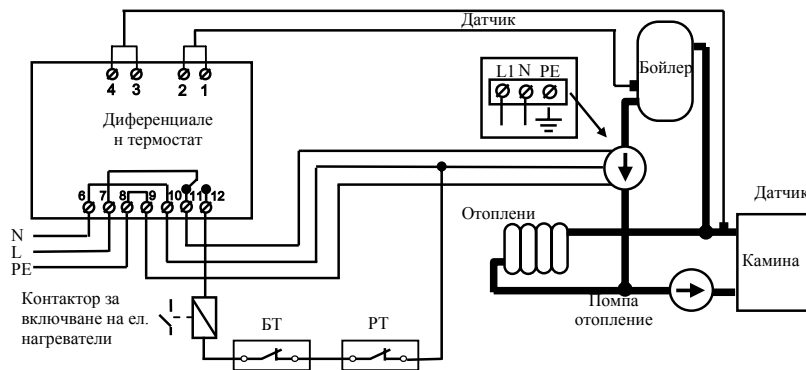 Датчик
L1 N PE
Бойлер
4 3 2 1
Диференциале
н термостат
6 7 8 9 10 11 12
Датчик
Отоплени
N
L
PE
Камина
Помпа
отопление
Контактор за
включване на ел.
нагреватели
БТ
РТ